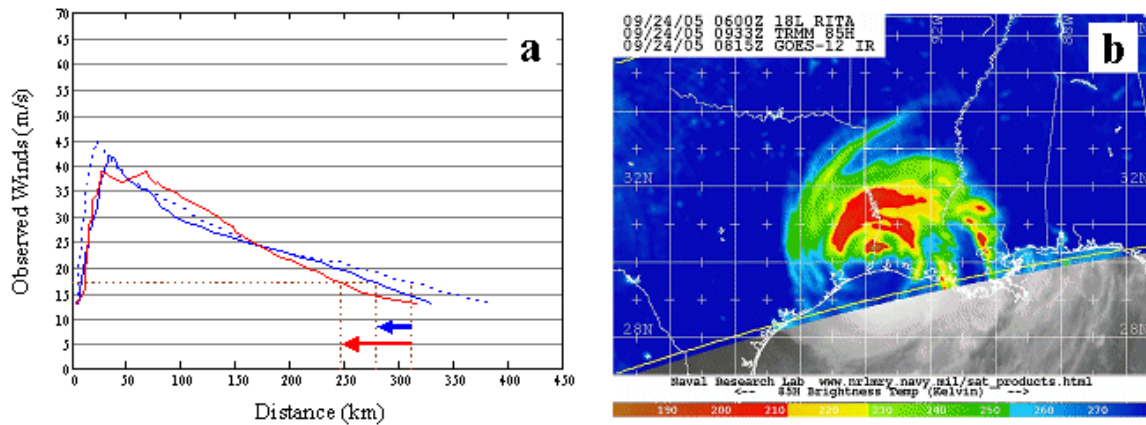 a
Observed Winds (m/s)
70
65
60
55
50
45
40
35
30
25
20
15
10
5
0
0 50 100 150 200 250 300 350 400 450
Distance (km)
09/24/05 0600Z 18L RITA
09/24/05 0933Z TRMM 85H
09/24/05 0815Z GOES-12 IR
b
92W
88W
32N
32N
28N
28N
Naval Research Lab www.nrlmry.navy.mil/sat_products.html
<-- 85H Brightness Temp (Kelvin) -->
190 200 210 220 230 240 250 260 270